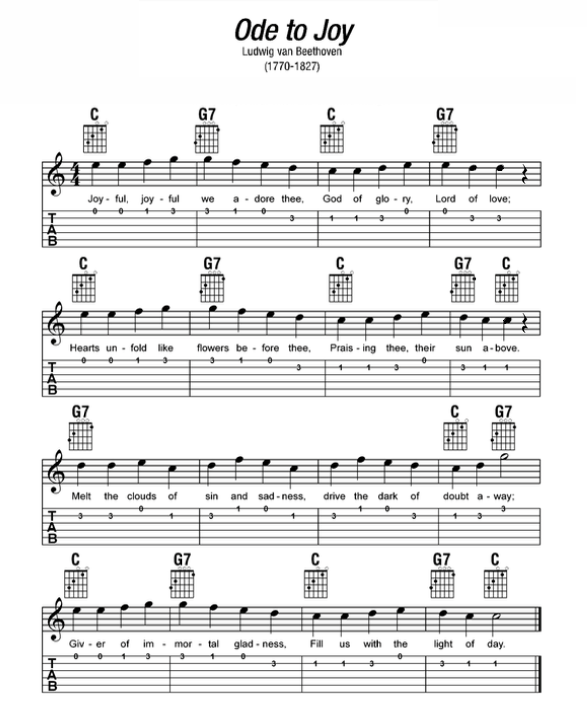 Ode to Joy
Ludwig van Beethoven
(1770-1827)
C G7 C G7
4
4
Joy - ful, joy - ful we a - dore thee, God of glo - ry, Lord of love;
T 0 0 1 3 3 1 0 3 1 1 3 0 0 3 3
A
B
C G7 C G7 C
Hearts un - fold like flowers be - fore thee, Prais - ing thee, their sun a - bove.
T 0 0 1 3 3 1 0 3 1 1 3 0 3 1 1
A
B
G7 C G7
Melt the clouds of sin and sad - ness, drive the dark of doubt a - way;
T 3 3 0 1 3 1 0 1 3 1 0 3 1 3 3
A
B
C G7 C G7 C
Giv - er of im - mor - tal glad - ness, Fill us with the light of day.
T 0 0 1 3 3 1 0 3 1 1 3 0 3 1 1
A
B